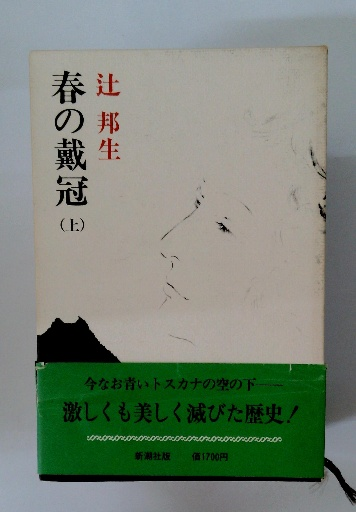 春の戴冠
(上)
辻 邦生
今なお青いトスカナの空の下──
激しくも美しく滅びた歴史!
新潮社版 価1700円